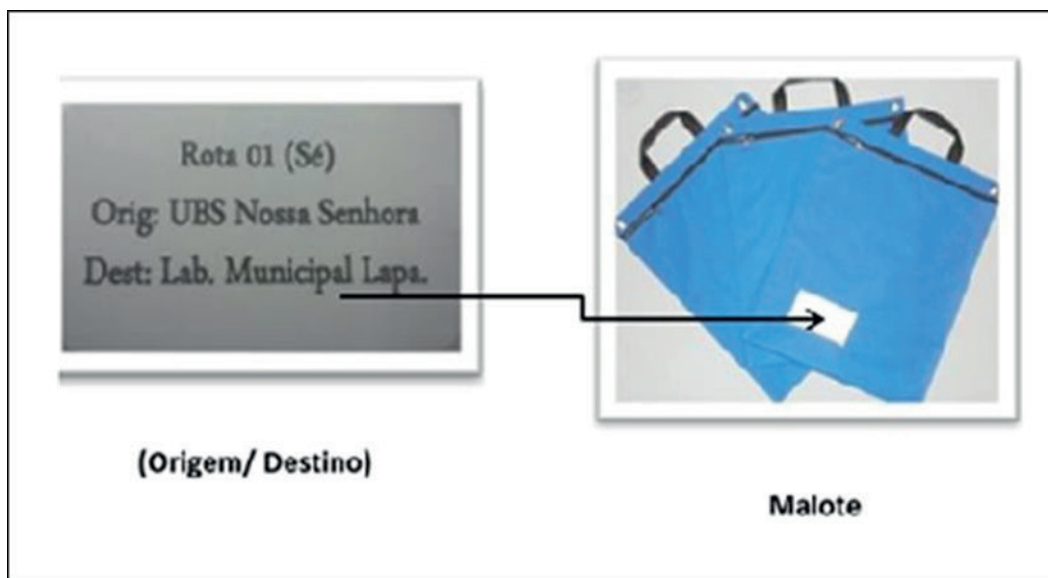 Rota 01 (Sé)
Orig: UBS Nossa Senhora
Dest: Lab. Municipal Lapa.
(Origem/ Destino)
Malote